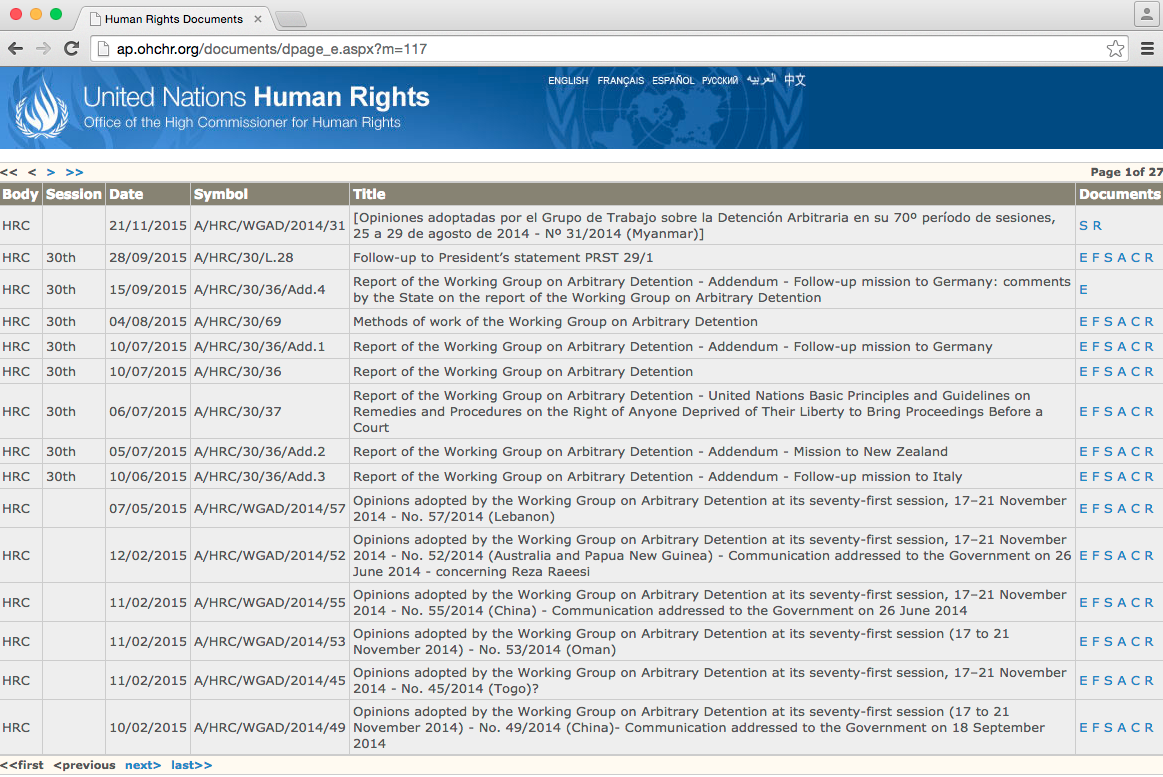 Human Rights Documents
ap.ohchr.org/documents/dpage_e.aspx?m=117
ENGLISH FRANÇAIS ESPAÑOL РУССКИЙ العربية 中文
United Nations Human Rights
Office of the High Commissioner for Human Rights
<< < > >> Page 1of 27
Body Session Date Symbol Title Documents
HRC 21/11/2015 A/HRC/WGAD/2014/31 [Opiniones adoptadas por el Grupo de Trabajo sobre la Detención Arbitraria en su 70º período de sesiones,
25 a 29 de agosto de 2014 - Nº 31/2014 (Myanmar)] S R
HRC 30th 28/09/2015 A/HRC/30/L.28 Follow-up to President’s statement PRST 29/1 E F S A C R
HRC 30th 15/09/2015 A/HRC/30/36/Add.4 Report of the Working Group on Arbitrary Detention - Addendum - Follow-up mission to Germany: comments
by the State on the report of the Working Group on Arbitrary Detention E
HRC 30th 04/08/2015 A/HRC/30/69 Methods of work of the Working Group on Arbitrary Detention E F S A C R
HRC 30th 10/07/2015 A/HRC/30/36/Add.1 Report of the Working Group on Arbitrary Detention - Addendum - Follow-up mission to Germany E F S A C R
HRC 30th 10/07/2015 A/HRC/30/36 Report of the Working Group on Arbitrary Detention E F S A C R
HRC 30th 06/07/2015 A/HRC/30/37 Report of the Working Group on Arbitrary Detention - United Nations Basic Principles and Guidelines on
Remedies and Procedures on the Right of Anyone Deprived of Their Liberty to Bring Proceedings Before a
Court E F S A C R
HRC 30th 05/07/2015 A/HRC/30/36/Add.2 Report of the Working Group on Arbitrary Detention - Addendum - Mission to New Zealand E F S A C R
HRC 30th 10/06/2015 A/HRC/30/36/Add.3 Report of the Working Group on Arbitrary Detention - Addendum - Follow-up mission to Italy E F S A C R
HRC 07/05/2015 A/HRC/WGAD/2014/57 Opinions adopted by the Working Group on Arbitrary Detention at its seventy-first session, 17–21 November
2014 - No. 57/2014 (Lebanon) E F S A C R
HRC 12/02/2015 A/HRC/WGAD/2014/52 Opinions adopted by the Working Group on Arbitrary Detention at its seventy-first session, 17–21 November
2014 - No. 52/2014 (Australia and Papua New Guinea) - Communication addressed to the Government on 26
June 2014 - concerning Reza Raeesi E F S A C R
HRC 11/02/2015 A/HRC/WGAD/2014/55 Opinions adopted by the Working Group on Arbitrary Detention at its seventy-first session, 17–21 November
2014 - No. 55/2014 (China) - Communication addressed to the Government on 26 June 2014 E F S A C R
HRC 11/02/2015 A/HRC/WGAD/2014/53 Opinions adopted by the Working Group on Arbitrary Detention at its seventy-first session (17 to 21
November 2014) - No. 53/2014 (Oman) E F S A C R
HRC 11/02/2015 A/HRC/WGAD/2014/45 Opinions adopted by the Working Group on Arbitrary Detention at its seventy-first session, 17–21 November
2014 - No. 45/2014 (Togo)? E F S A C R
HRC 10/02/2015 A/HRC/WGAD/2014/49 Opinions adopted by the Working Group on Arbitrary Detention at its seventy-first session (17 to 21
November 2014) - No. 49/2014 (China)- Communication addressed to the Government on 18 September
2014 E F S A C R
<<first <previous next> last>>